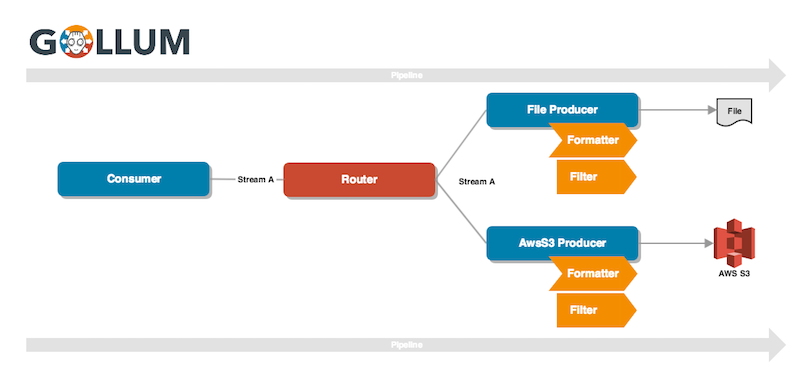 GOLLUM
Pipeline
File Producer
File
Formatter
Consumer
Stream A
Router
Stream A
Filter
AwsS3 Producer
Formatter
AWS S3
Filter
Pipeline